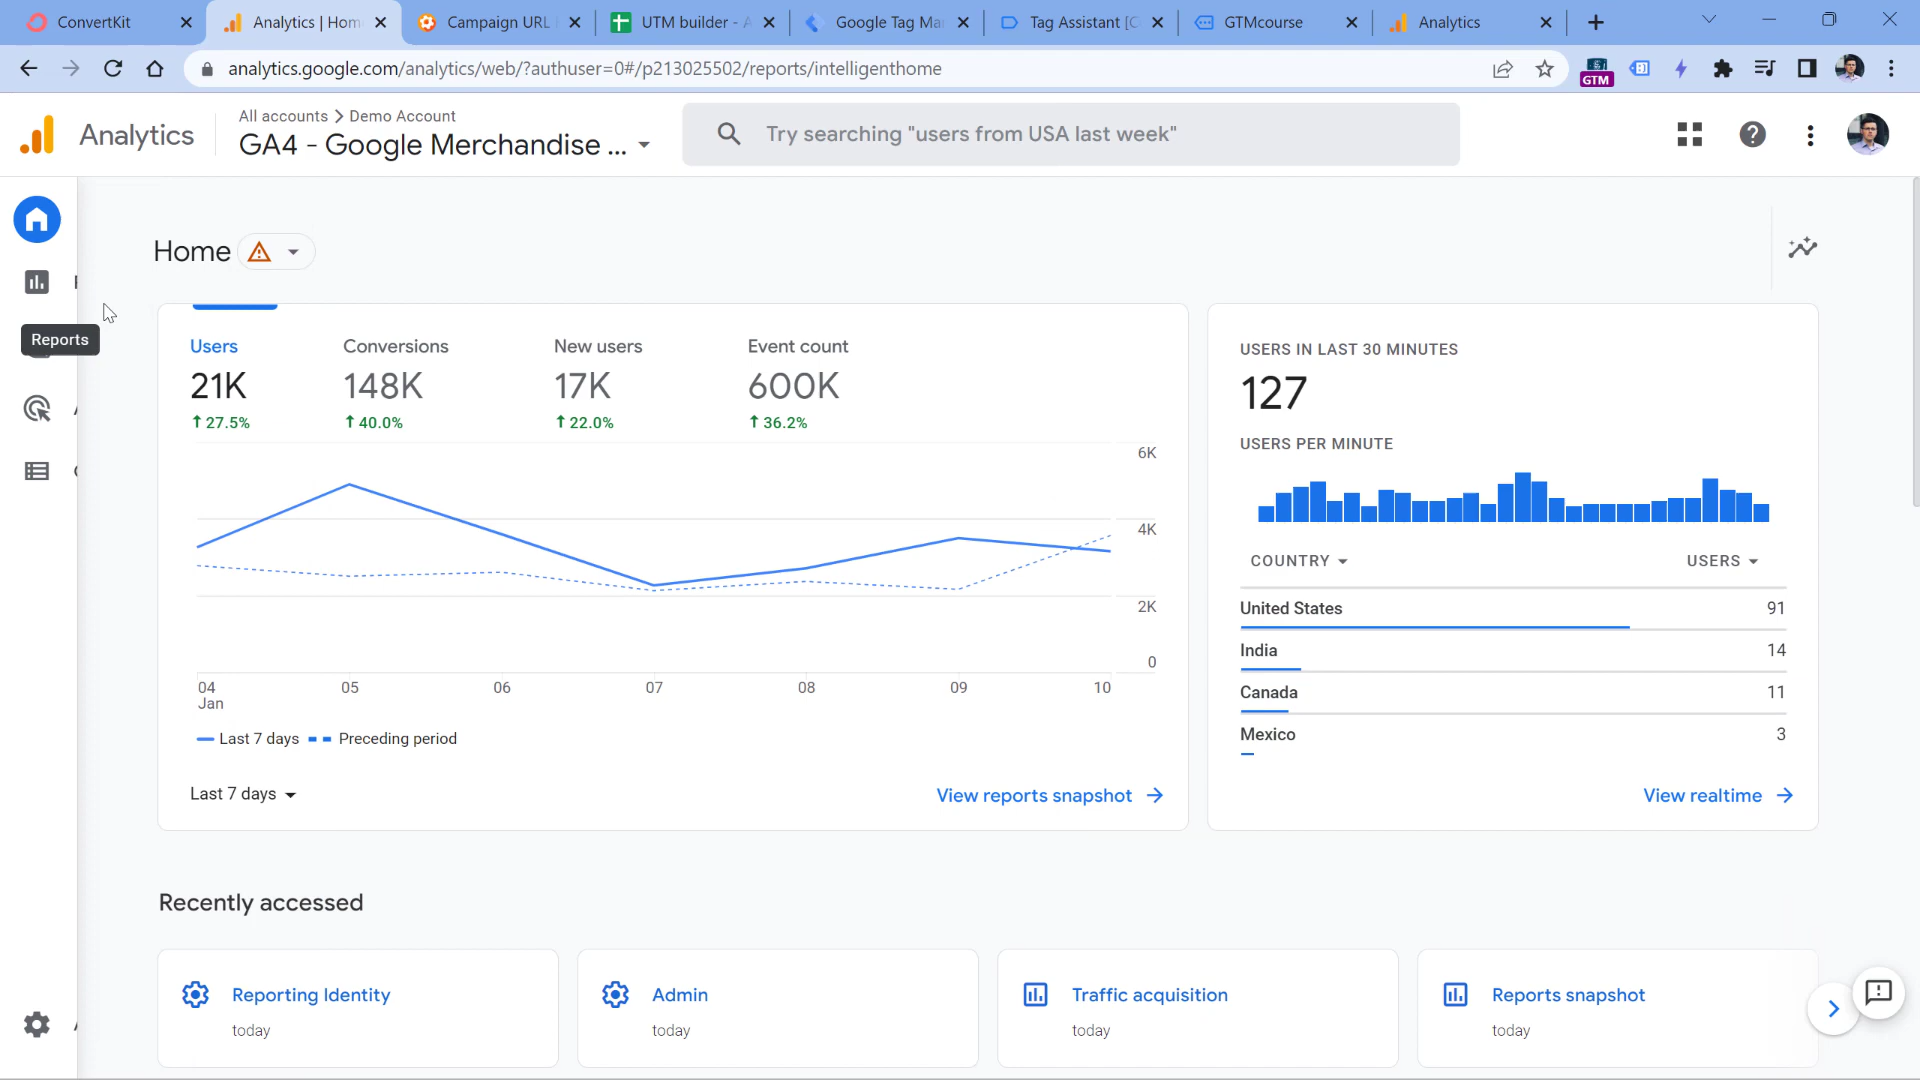 ConvertKit
Analytics | Hom
Campaign URL
UTM builder - A
Google Tag Ma
Tag Assistant [C
GTMcourse
Analytics
analytics.google.com/analytics/web/?authuser=0#/p213025502/reports/intelligenthome
GTM
Analytics
All accounts > Demo Account
GA4 - Google Merchandise ...
Try searching "users from USA last week"
Home
Reports
Users
21K
27.5%
Conversions
148K
40.0%
New users
17K
22.0%
Event count
600K
36.2%
6K
4K
2K
0
04
Jan
05
06
07
08
09
10
Last 7 days
Preceding period
Last 7 days
View reports snapshot
USERS IN LAST 30 MINUTES
127
USERS PER MINUTE
COUNTRY
USERS
United States 91
India 14
Canada 11
Mexico 3
View realtime
Recently accessed
Reporting Identity
today
Admin
today
Traffic acquisition
today
Reports snapshot
today